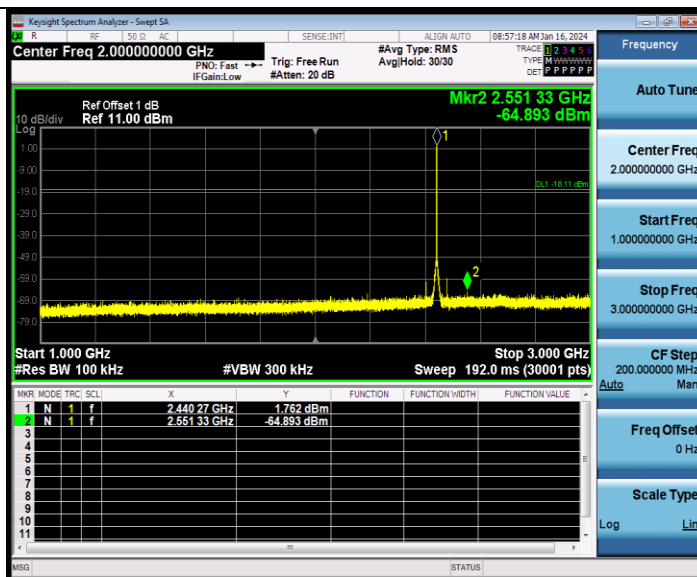 Keysight Spectrum Analyzer - Swept SA
R RF 50 Ω AC SENSE:INT ALIGN AUTO 08:57:18 AM Jan 16, 2024
Center Freq 2.000000000 GHz
PNO: Fast
IFGain:Low
Trig: Free Run
#Atten: 20 dB
#Avg Type: RMS
Avg|Hold: 30/30
TRACE 1 2 3 4 5 6
TYPE M W W W W W
DET P P P P P P
Mkr2 2.551 33 GHz
-64.893 dBm
Ref Offset 1 dB
10 dB/div Ref 11.00 dBm
Log
1.00
-9.00
-19.0
-29.0
-39.0
-49.0
-59.0
-69.0
-79.0
1
DL1 -18.11 dBm
2
Start 1.000 GHz Stop 3.000 GHz
#Res BW 100 kHz #VBW 300 kHz Sweep 192.0 ms (30001 pts)
MKR MODE TRC SCL X Y FUNCTION FUNCTION WIDTH FUNCTION VALUE
1 N 1 f 2.440 27 GHz 1.762 dBm
2 N 1 f 2.551 33 GHz -64.893 dBm
3
4
5
6
7
8
9
10
11
MSG STATUS
Frequency
Auto Tune
Center Freq
2.000000000 GHz
Start Freq
1.000000000 GHz
Stop Freq
3.000000000 GHz
CF Step
200.000000 MHz
Auto Man
Freq Offset
0 Hz
Scale Type
Log Lin